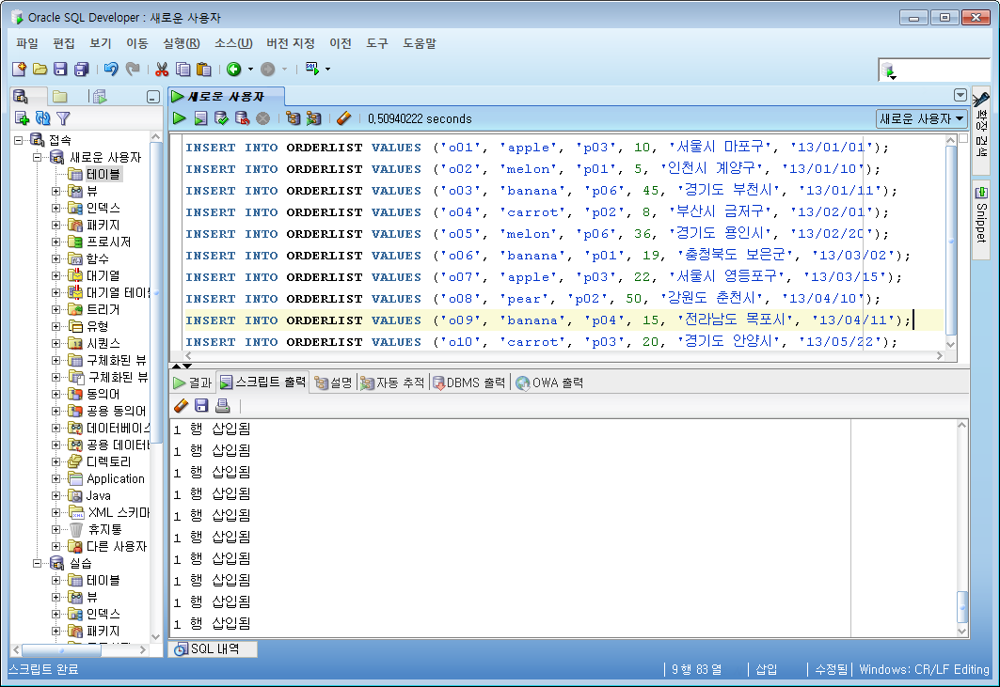 Oracle SQL Developer : 새로운 사용자
파일 편집 보기 이동 실행(R) 소스(U) 버전 지정 이전 도구 도움말
새로운 사용자
0,50940222 seconds
새로운 사용자
접속
새로운 사용자
테이블
뷰
인덱스
패키지
프로시저
함수
대기열
대기열 테이블
트리거
유형
시퀀스
구체화된 뷰
구체화된 뷰
동의어
공용 동의어
데이터베이스
공용 데이터
디렉토리
Application
Java
XML 스키마
휴지통
다른 사용자
실습
테이블
뷰
인덱스
패키지
INSERT INTO ORDERLIST VALUES ('o01', 'apple', 'p03', 10, '서울시 마포구', '13/01/01');
INSERT INTO ORDERLIST VALUES ('o02', 'melon', 'p01', 5, '인천시 계양구', '13/01/10');
INSERT INTO ORDERLIST VALUES ('o03', 'banana', 'p06', 45, '경기도 부천시', '13/01/11');
INSERT INTO ORDERLIST VALUES ('o04', 'carrot', 'p02', 8, '부산시 금저구', '13/02/01');
INSERT INTO ORDERLIST VALUES ('o05', 'melon', 'p06', 36, '경기도 용인시', '13/02/20');
INSERT INTO ORDERLIST VALUES ('o06', 'banana', 'p01', 19, '충청북도 보은군', '13/03/02');
INSERT INTO ORDERLIST VALUES ('o07', 'apple', 'p03', 22, '서울시 영등포구', '13/03/15');
INSERT INTO ORDERLIST VALUES ('o08', 'pear', 'p02', 50, '강원도 춘천시', '13/04/10');
INSERT INTO ORDERLIST VALUES ('o09', 'banana', 'p04', 15, '전라남도 목포시', '13/04/11');
INSERT INTO ORDERLIST VALUES ('o10', 'carrot', 'p03', 20, '경기도 안양시', '13/05/22');
결과 스크립트 출력 설명 자동 추적 DBMS 출력 OWA 출력
1 행 삽입됨
1 행 삽입됨
1 행 삽입됨
1 행 삽입됨
1 행 삽입됨
1 행 삽입됨
1 행 삽입됨
1 행 삽입됨
1 행 삽입됨
1 행 삽입됨
SQL 내역
확장 검색
Snippet
스크립트 완료
9 행 83 열 삽입 수정됨 Windows: CR/LF Editing